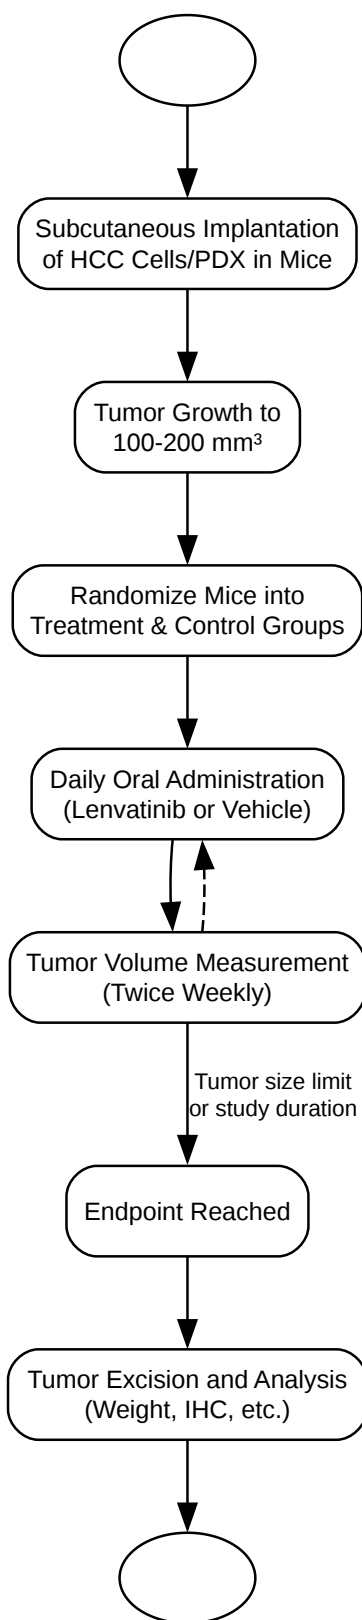 Subcutaneous Implantation
of HCC Cells/PDX in Mice
Tumor Growth to
100-200 mm³
Randomize Mice into
Treatment & Control Groups
Daily Oral Administration
(Lenvatinib or Vehicle)
Tumor Volume Measurement
(Twice Weekly)
Tumor size limit
or study duration
Endpoint Reached
Tumor Excision and Analysis
(Weight, IHC, etc.)